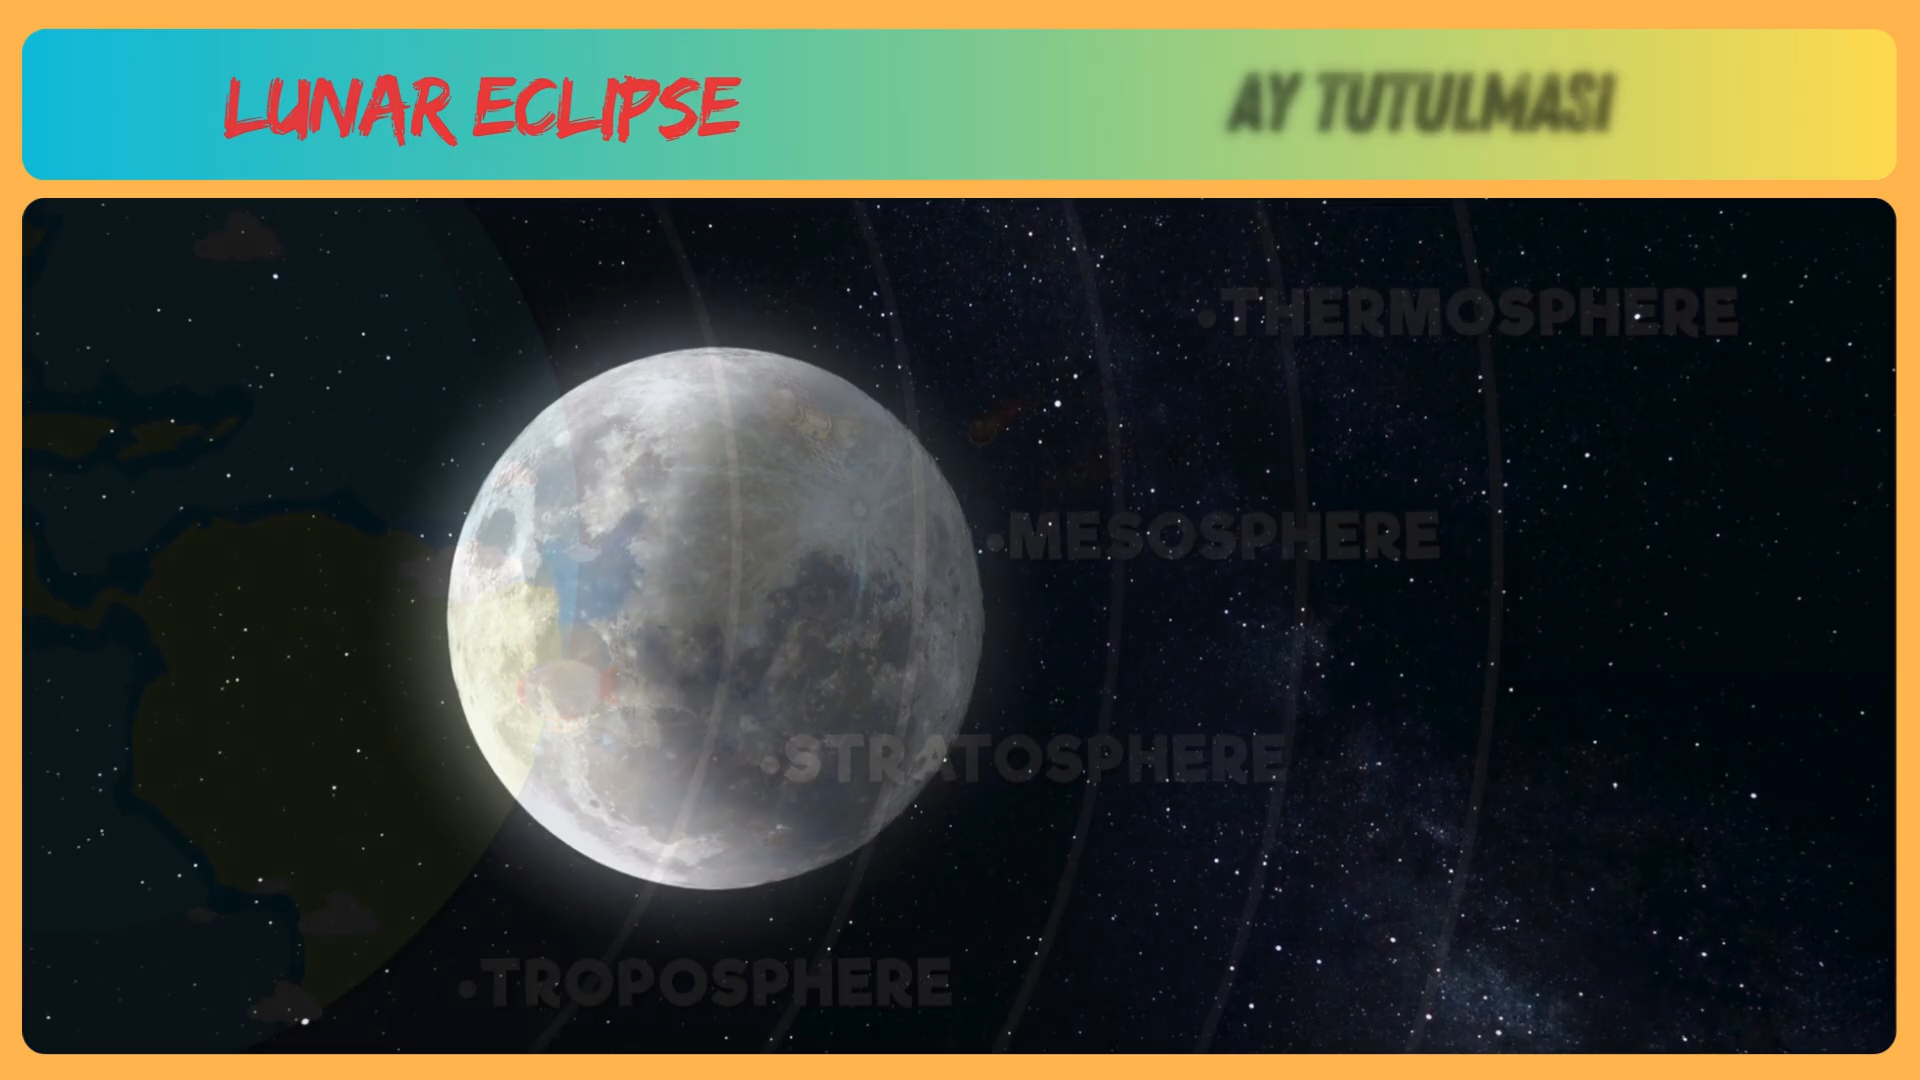 LUNAR ECLIPSE
AY TUTULMASI
•THERMOSPHERE
•MESOSPHERE
•STRATOSPHERE
•TROPOSPHERE